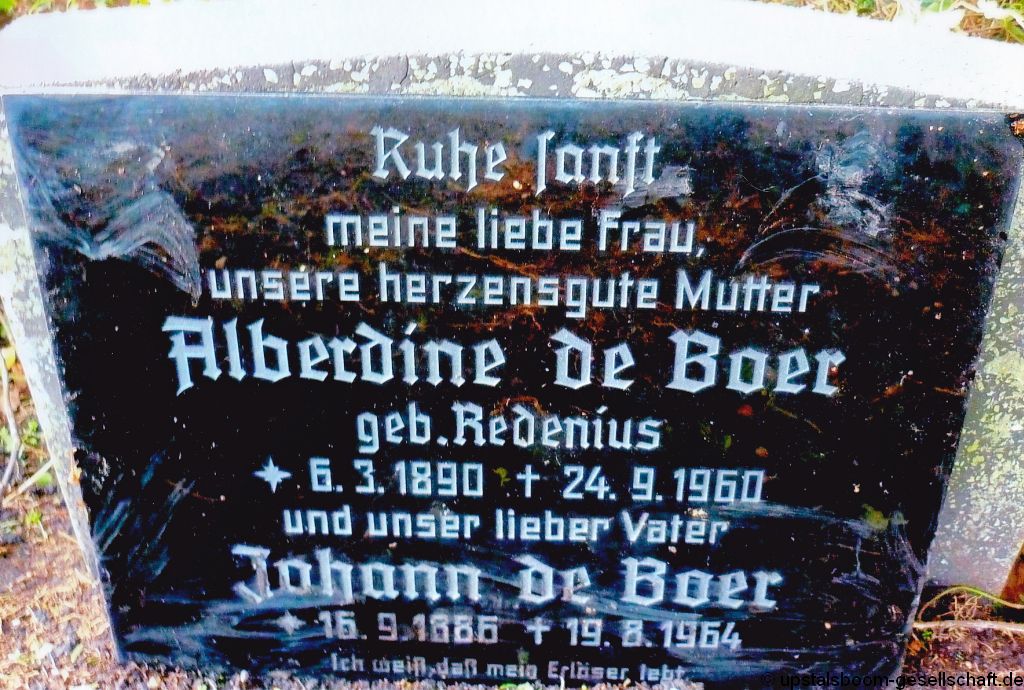 Ruhe sanft
meine liebe Frau,
unsere herzensgute Mutter
Alberdine de Boer
geb. Redenius
6. 3. 1890 † 24. 9. 1960
und unser lieber Vater
Johann de Boer
16. 9. 1886 † 19. 8. 1964
Ich weiß, daß mein Erlöser lebt
© upstalsboom-gesellschaft.de